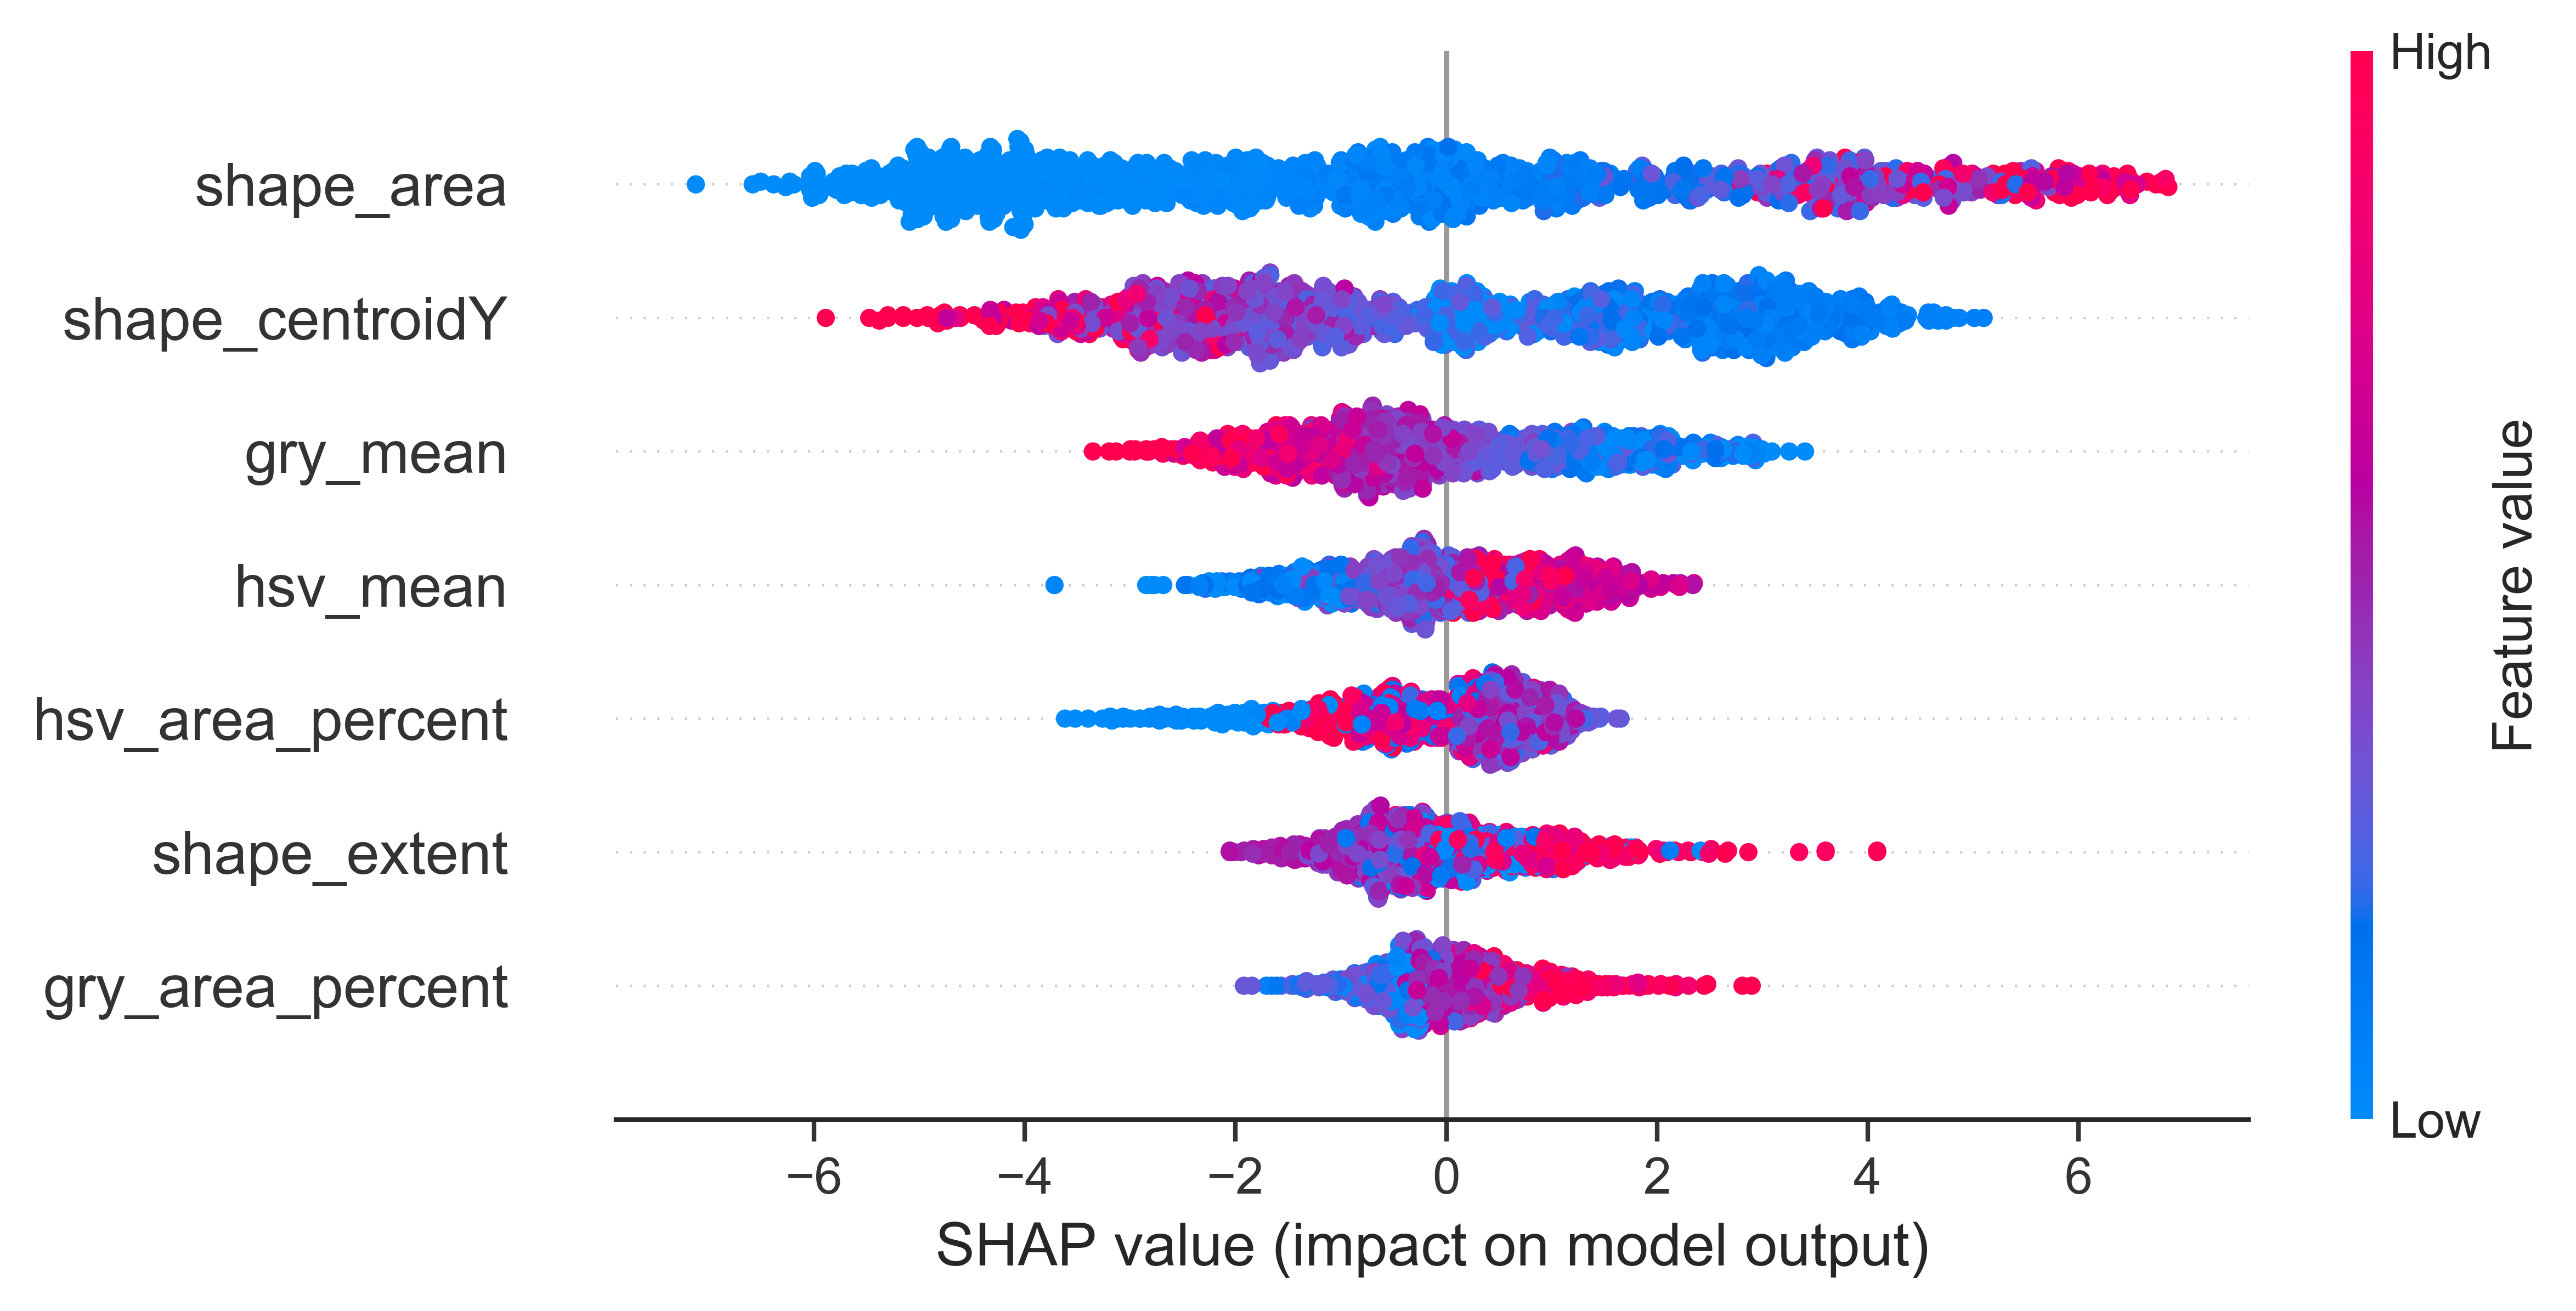 High
shape_area
shape_centroidY
gry_mean
hsv_mean
hsv_area_percent
shape_extent
gry_area_percent
Feature value
Low
−6 −4 −2 0 2 4 6
SHAP value (impact on model output)